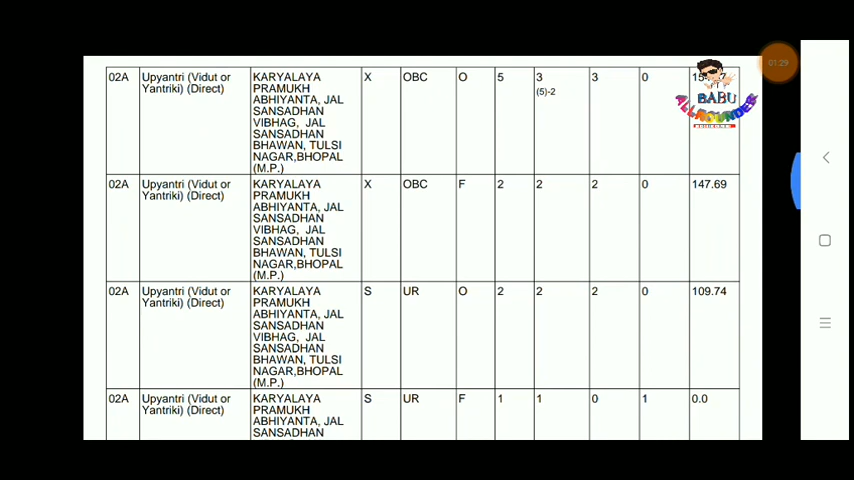 02A Upyantri (Vidut or KARYALAYA X OBC O 5 3 3 0
Yantriki) (Direct) PRAMUKH (5)-2
ABHIYANTA, JAL
SANSADHAN
VIBHAG, JAL
SANSADHAN
BHAWAN, TULSI
NAGAR,BHOPAL
(M.P.)
02A Upyantri (Vidut or KARYALAYA X OBC F 2 2 2 0 147.69
Yantriki) (Direct) PRAMUKH
ABHIYANTA, JAL
SANSADHAN
VIBHAG, JAL
SANSADHAN
BHAWAN, TULSI
NAGAR,BHOPAL
(M.P.)
02A Upyantri (Vidut or KARYALAYA S UR O 2 2 2 0 109.74
Yantriki) (Direct) PRAMUKH
ABHIYANTA, JAL
SANSADHAN
VIBHAG, JAL
SANSADHAN
BHAWAN, TULSI
NAGAR,BHOPAL
(M.P.)
02A Upyantri (Vidut or KARYALAYA S UR F 1 1 0 1 0.0
Yantriki) (Direct) PRAMUKH
ABHIYANTA, JAL
SANSADHAN
01:29
BABU
ALLROUNDER